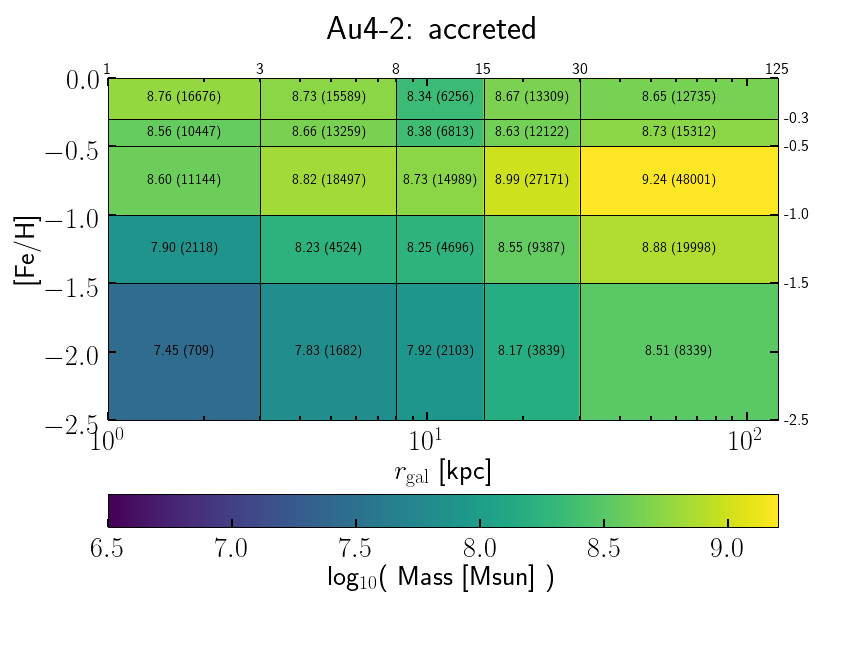 Au4-2: accreted
1 3 8 15 30 125
0.0
8.76 (16676) 8.73 (15589) 8.34 (6256) 8.67 (13309) 8.65 (12735)
-0.3
8.56 (10447) 8.66 (13259) 8.38 (6813) 8.63 (12122) 8.73 (15312)
−0.5 -0.5
8.60 (11144) 8.82 (18497) 8.73 (14989) 8.99 (27171) 9.24 (48001)
−1.0 -1.0
[Fe/H]
7.90 (2118) 8.23 (4524) 8.25 (4696) 8.55 (9387) 8.88 (19998)
−1.5 -1.5
−2.0 7.45 (709) 7.83 (1682) 7.92 (2103) 8.17 (3839) 8.51 (8339)
−2.5 -2.5
10⁰ 10¹ 10²
r_gal [kpc]
6.5 7.0 7.5 8.0 8.5 9.0
log₁₀( Mass [Msun] )